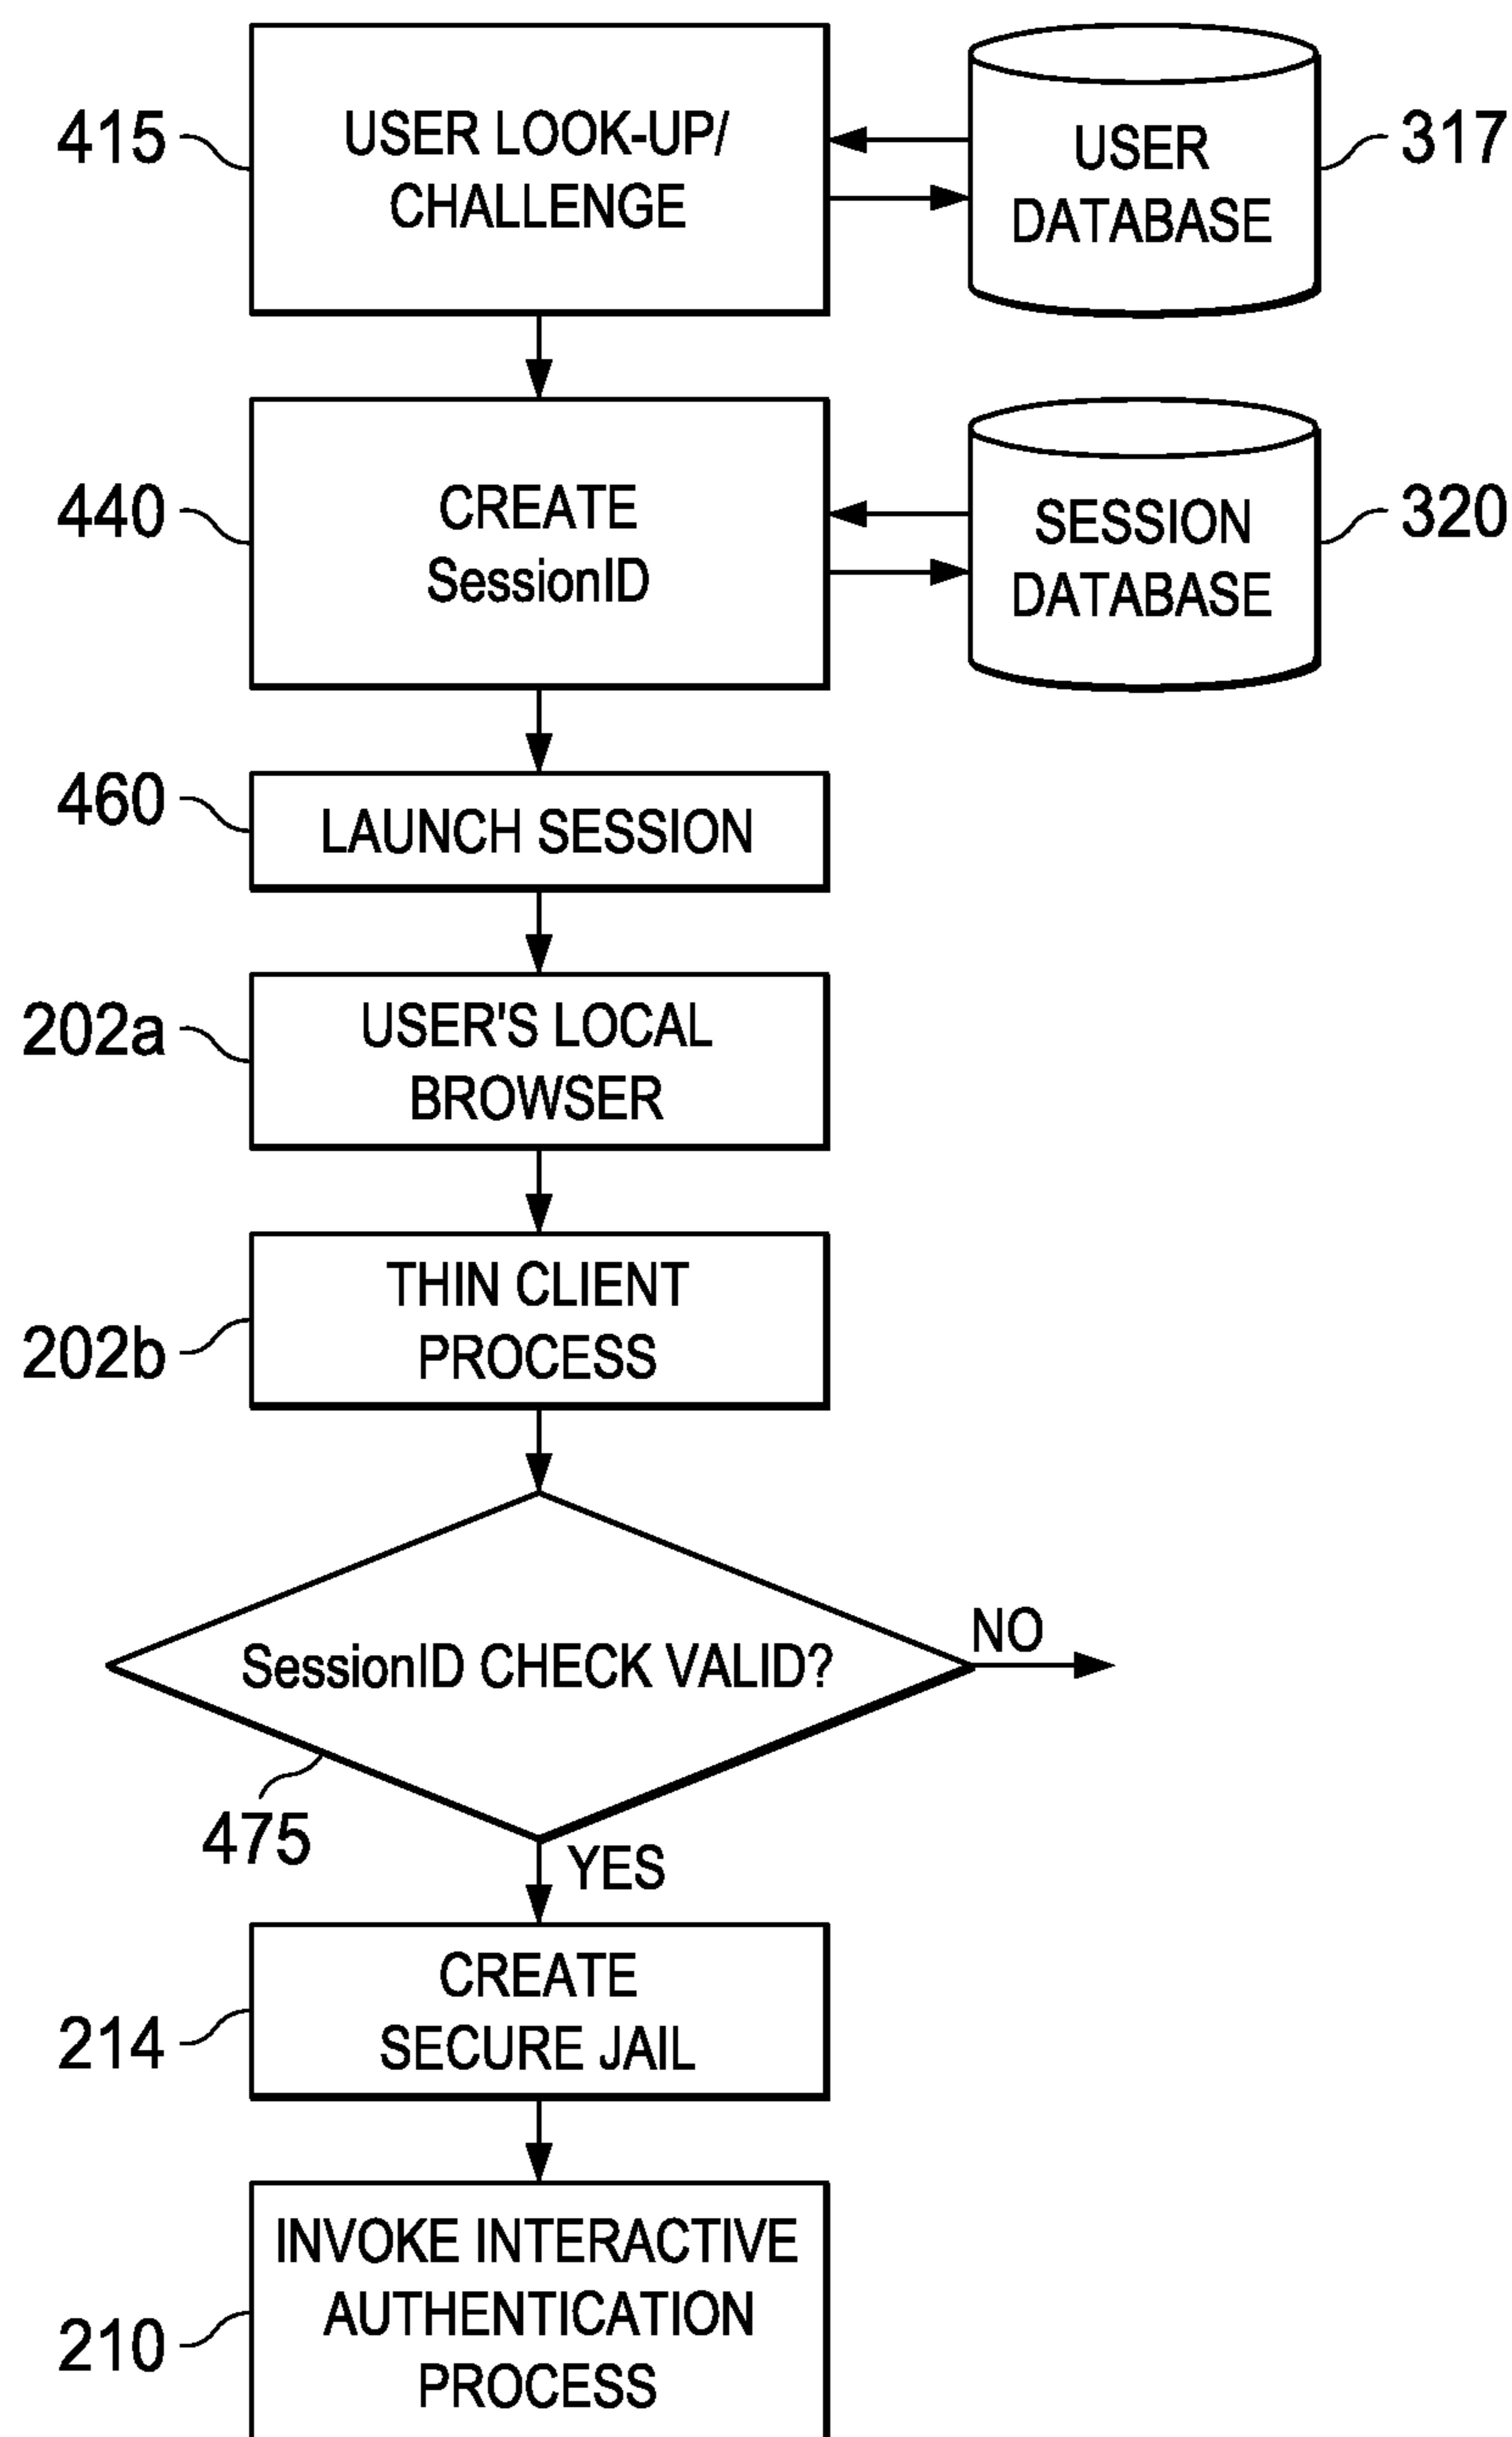 415
USER LOOK-UP/
CHALLENGE
USER
DATABASE
317
440
CREATE
SessionID
SESSION
DATABASE
320
460
LAUNCH SESSION
202a
USER'S LOCAL
BROWSER
202b
THIN CLIENT
PROCESS
SessionID CHECK VALID?
NO
475
YES
214
CREATE
SECURE JAIL
210
INVOKE INTERACTIVE
AUTHENTICATION
PROCESS